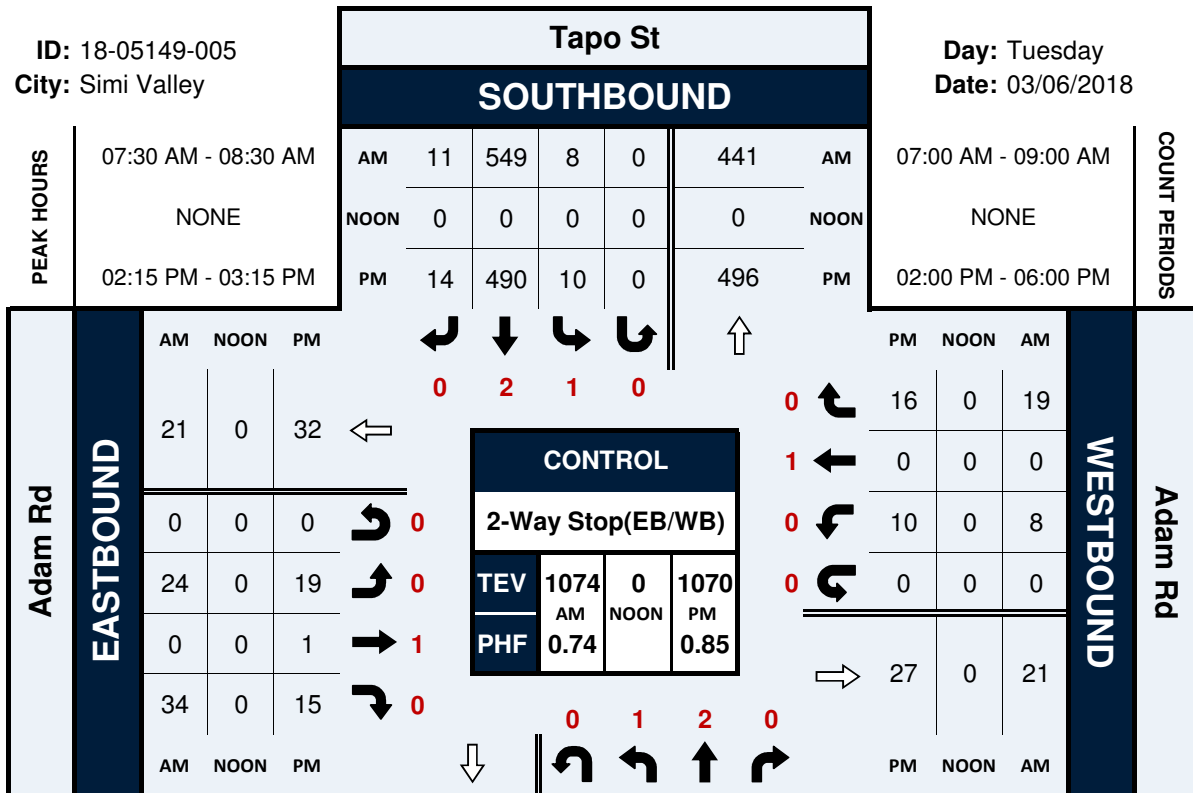 ID: 18-05149-005
City: Simi Valley
Tapo St
SOUTHBOUND
Day: Tuesday
Date: 03/06/2018
PEAK HOURS
07:30 AM - 08:30 AM
NONE
02:15 PM - 03:15 PM
AM 11 549 8 0 441 AM
NOON 0 0 0 0 0 NOON
PM 14 490 10 0 496 PM
07:00 AM - 09:00 AM
NONE
02:00 PM - 06:00 PM
COUNT PERIODS
0 2 1 0
Adam Rd
EASTBOUND
AM NOON PM
21 0 32
0 0 0 0
24 0 19 0
0 0 1 1
34 0 15 0
AM NOON PM
CONTROL
2-Way Stop(EB/WB)
TEV 1074 0 1070
AM NOON PM
PHF 0.74 0.85
PM NOON AM
0 16 0 19
1 0 0 0
0 10 0 8
0 0 0 0
27 0 21
PM NOON AM
WESTBOUND
Adam Rd
0 1 2 0